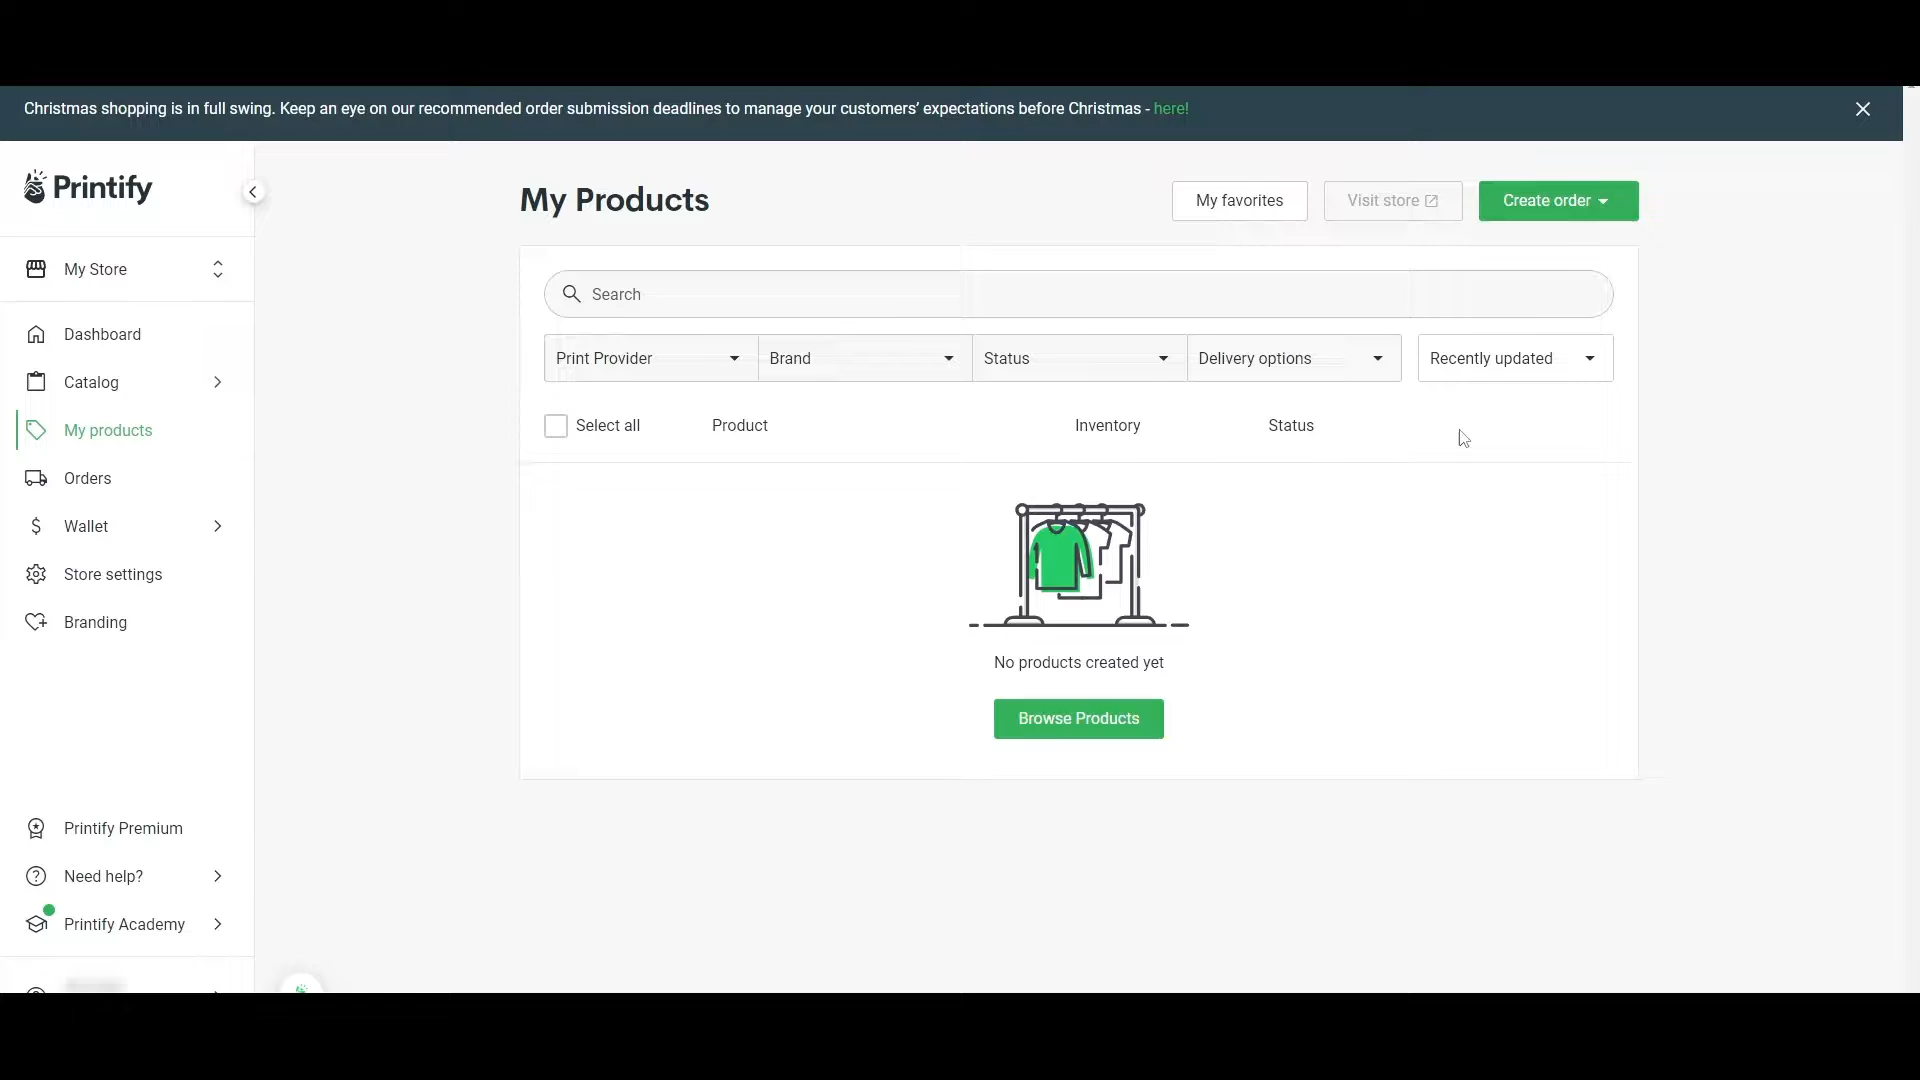 Christmas shopping is in full swing. Keep an eye on our recommended order submission deadlines to manage your customers’ expectations before Christmas - here!
Printify
My Store
Dashboard
Catalog
My products
Orders
Wallet
Store settings
Branding
Printify Premium
Need help?
Printify Academy
My Products
My favorites
Visit store
Create order
Search
Print Provider
Brand
Status
Delivery options
Recently updated
Select all
Product
Inventory
Status
No products created yet
Browse Products